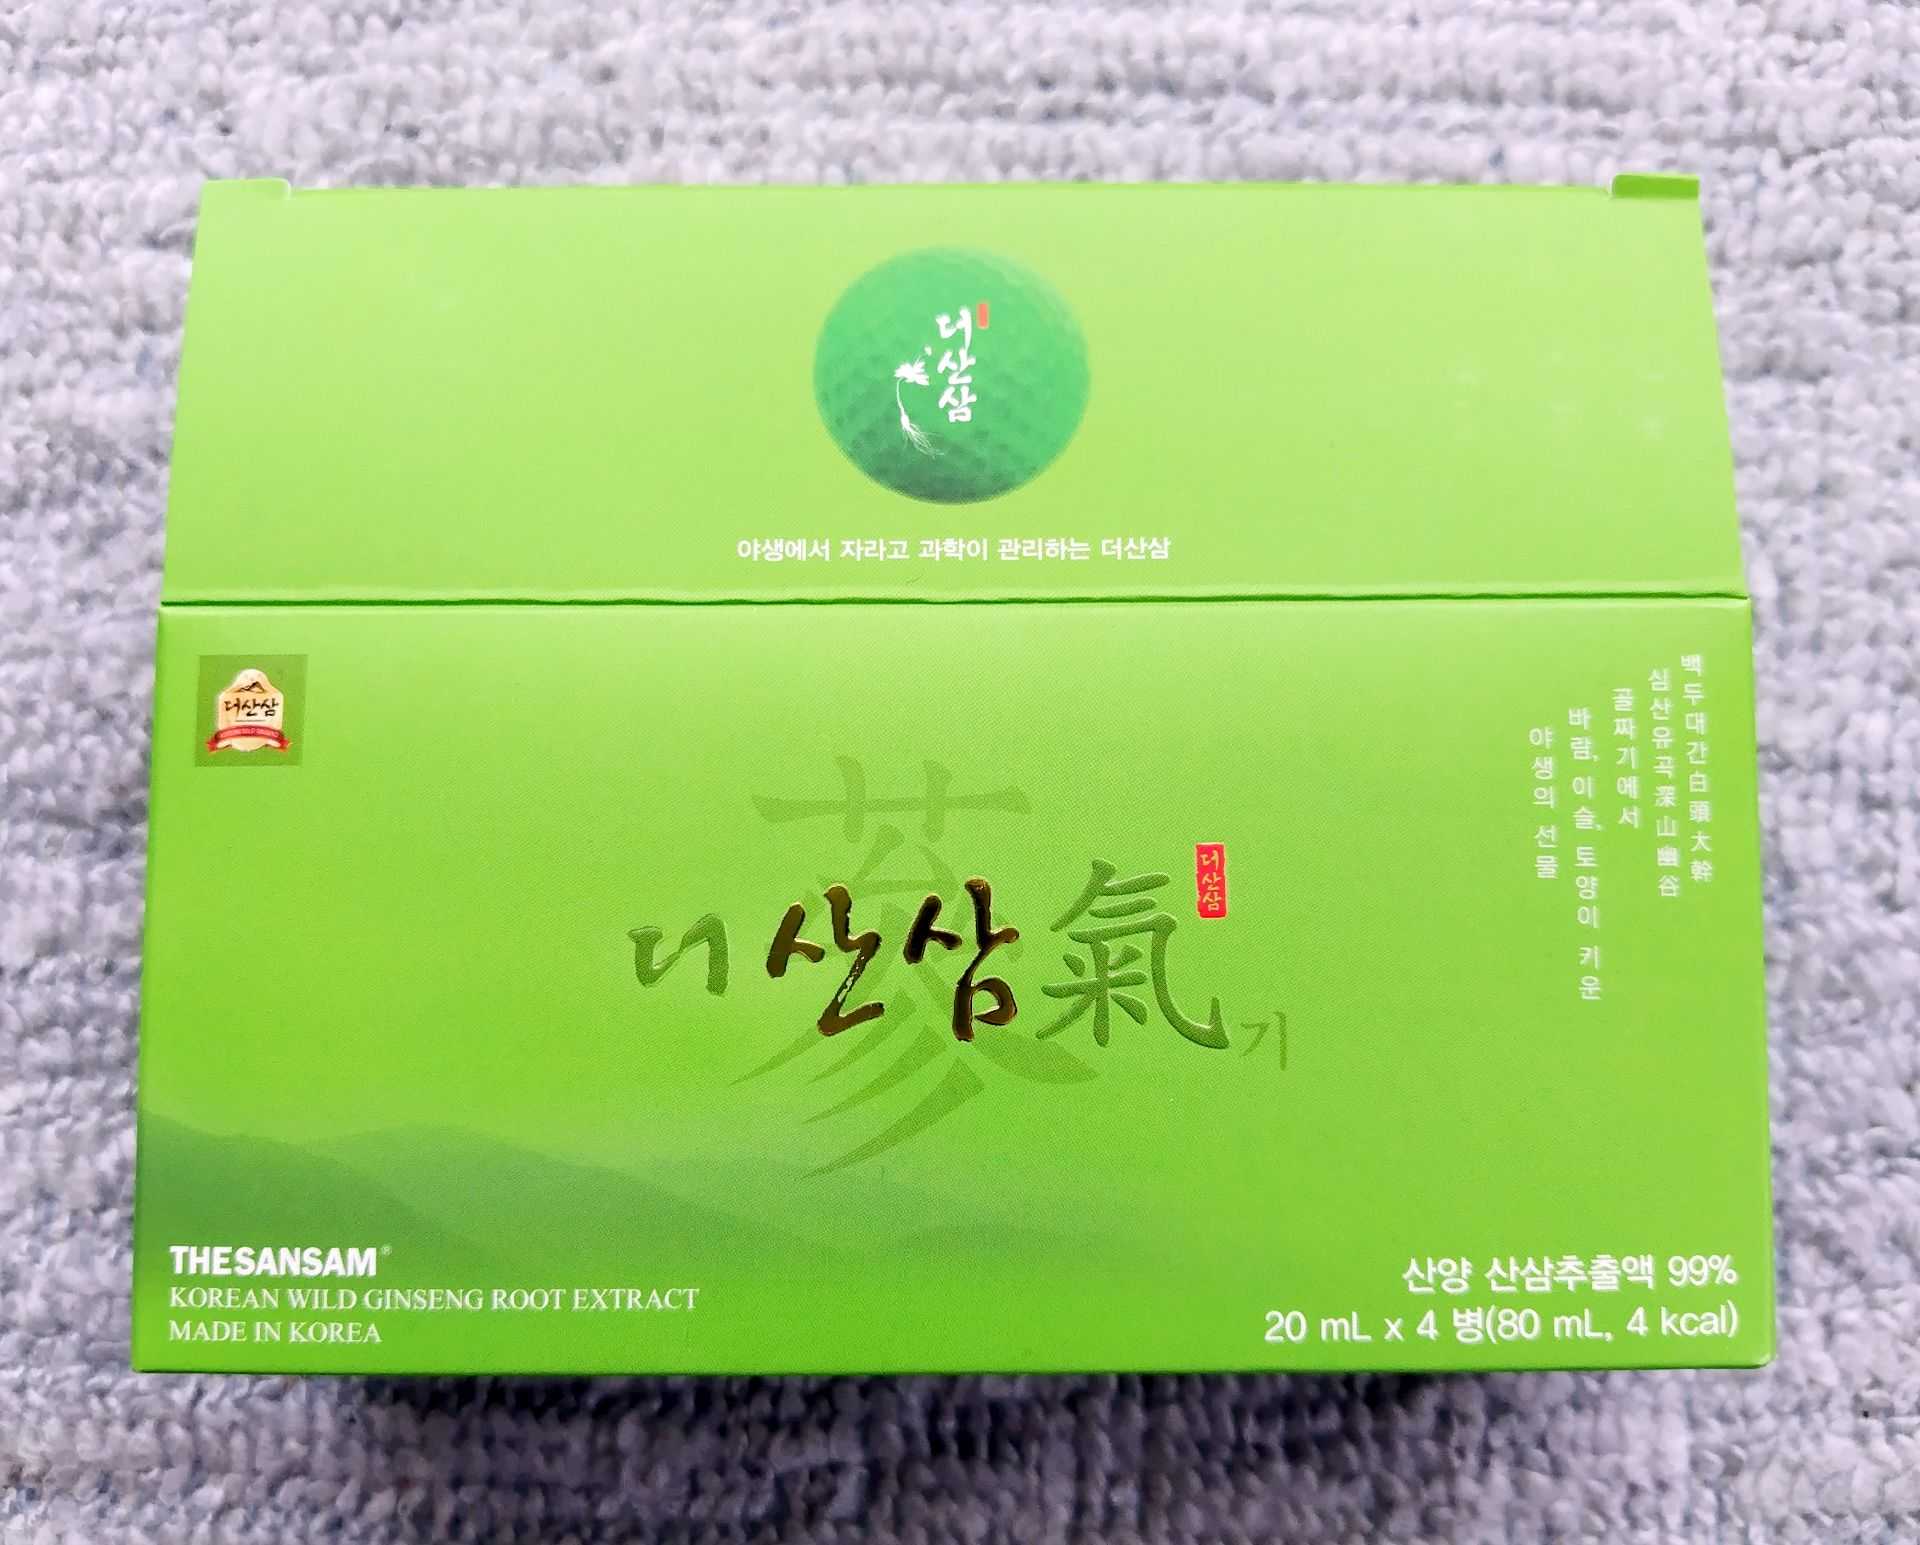 더산삼
야생에서 자라고 과학이 관리하는 더산삼
더산삼
KOREAN WILD GINSENG
백두대간白頭大幹
심산유곡深山幽谷
골짜기에서
바람, 이슬, 토양이 키운
야생의 선물
蔘
더산삼氣기
더산삼
THESANSAM®
KOREAN WILD GINSENG ROOT EXTRACT
MADE IN KOREA
산양 산삼추출액 99%
20 mL x 4 병(80 mL, 4 kcal)